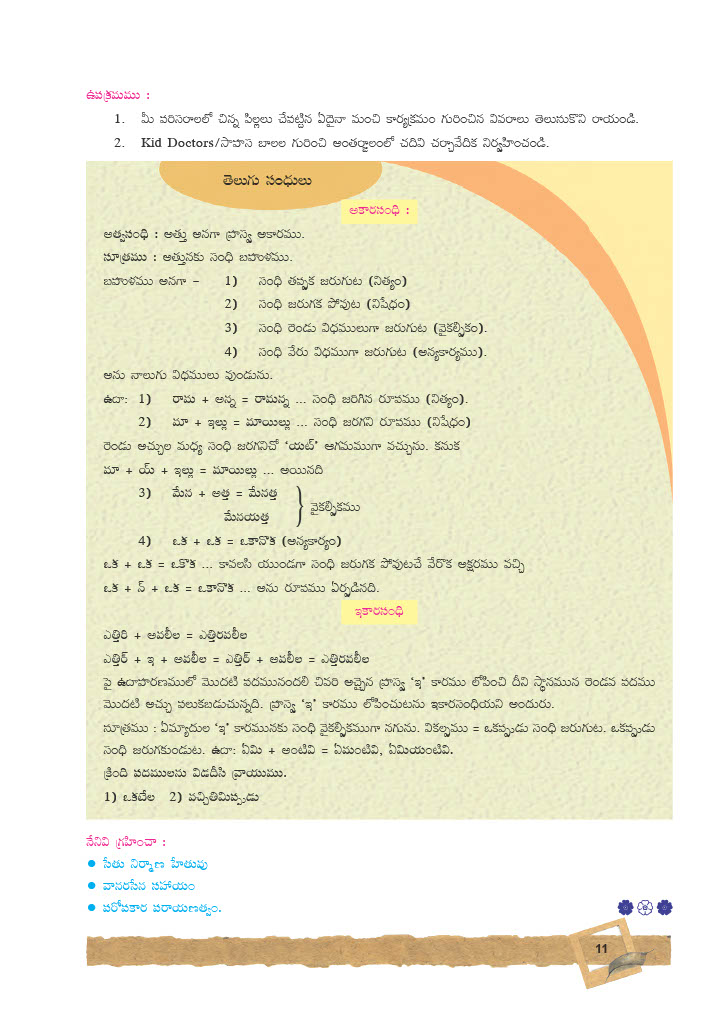 ఉపక్రమము :
1. మీ పరిసరాలలో చిన్న పిల్లలు చేపట్టిన ఏదైనా మంచి కార్యక్రమం గురించిన వివరాలు తెలుసుకొని రాయండి.
2. Kid Doctors/సాహస బాలల గురించి ఆంతర్జాలంలో చదివి చర్చావేదిక నిర్వహించండి.
తెలుగు సంధులు
అకారసంధి :
అత్వసంధి : అత్తు అనగా హ్రస్వ అకారము.
సూత్రము : అత్తునకు సంధి బహుళము.
బహుళము అనగా – 1) సంధి తప్పక జరుగుట (నిత్యం)
2) సంధి జరుగక పోవుట (నిషేధం)
3) సంధి రెండు విధములుగా జరుగుట (వైకల్పికం).
4) సంధి వేరు విధముగా జరుగుట (అన్యకార్యము).
అను నాలుగు విధములు వుండును.
ఉదా: 1) రామ + అన్న = రామన్న ... సంధి జరిగిన రూపము (నిత్యం).
2) మా + ఇల్లు = మాయిల్లు ... సంధి జరగని రూపము (నిషేధం)
రెండు అచ్చుల మధ్య సంధి జరగనిచో ‘యట్’ ఆగమముగా వచ్చును. కనుక
మా + య్ + ఇల్లు = మాయిల్లు ... అయినది
3) మేన + అత్త = మేనత్త
మేనయత్త } వైకల్పికము
4) ఒక + ఒక = ఒకానొక (అన్యకార్యం)
ఒక + ఒక = ఒకొక ... కావలసి యుండగా సంధి జరుగక పోవుటచే వేరొక అక్షరము వచ్చి
ఒక + న్ + ఒక = ఒకానొక ... అను రూపము ఏర్పడినది.
ఇకారసంధి
ఎత్తిరి + అవలీల = ఎత్తిరవలీల
ఎత్తిర్ + ఇ + అవలీల = ఎత్తిర్ + అవలీల = ఎత్తిరవలీల
పై ఉదాహరణములో మొదటి పదమునందలి చివరి అచ్చైన హ్రస్వ ‘ఇ’ కారము లోపించి దీని స్థానమున రెండవ పదము
మొదటి అచ్చు పలుకబడుచున్నది. హ్రస్వ ‘ఇ’ కారము లోపించుటను ఇకారసంధియని అందురు.
సూత్రము : ఏమ్యాదుల ‘ఇ’ కారమునకు సంధి వైకల్పికముగా నగును. వికల్పము = ఒకప్పుడు సంధి జరుగుట. ఒకప్పుడు
సంధి జరుగకుండుట. ఉదా: ఏమి + అంటివి = ఏమంటివి, ఏమియంటివి.
క్రింది పదములను విడదీసి వ్రాయుము.
1) ఒకటేల 2) వచ్చితిమిప్పుడు
నేనివి గ్రహించా :
● సేతు నిర్మాణ హేతువు
● వానరసేన సహాయం
● పరోపకార పరాయణత్వం.
11